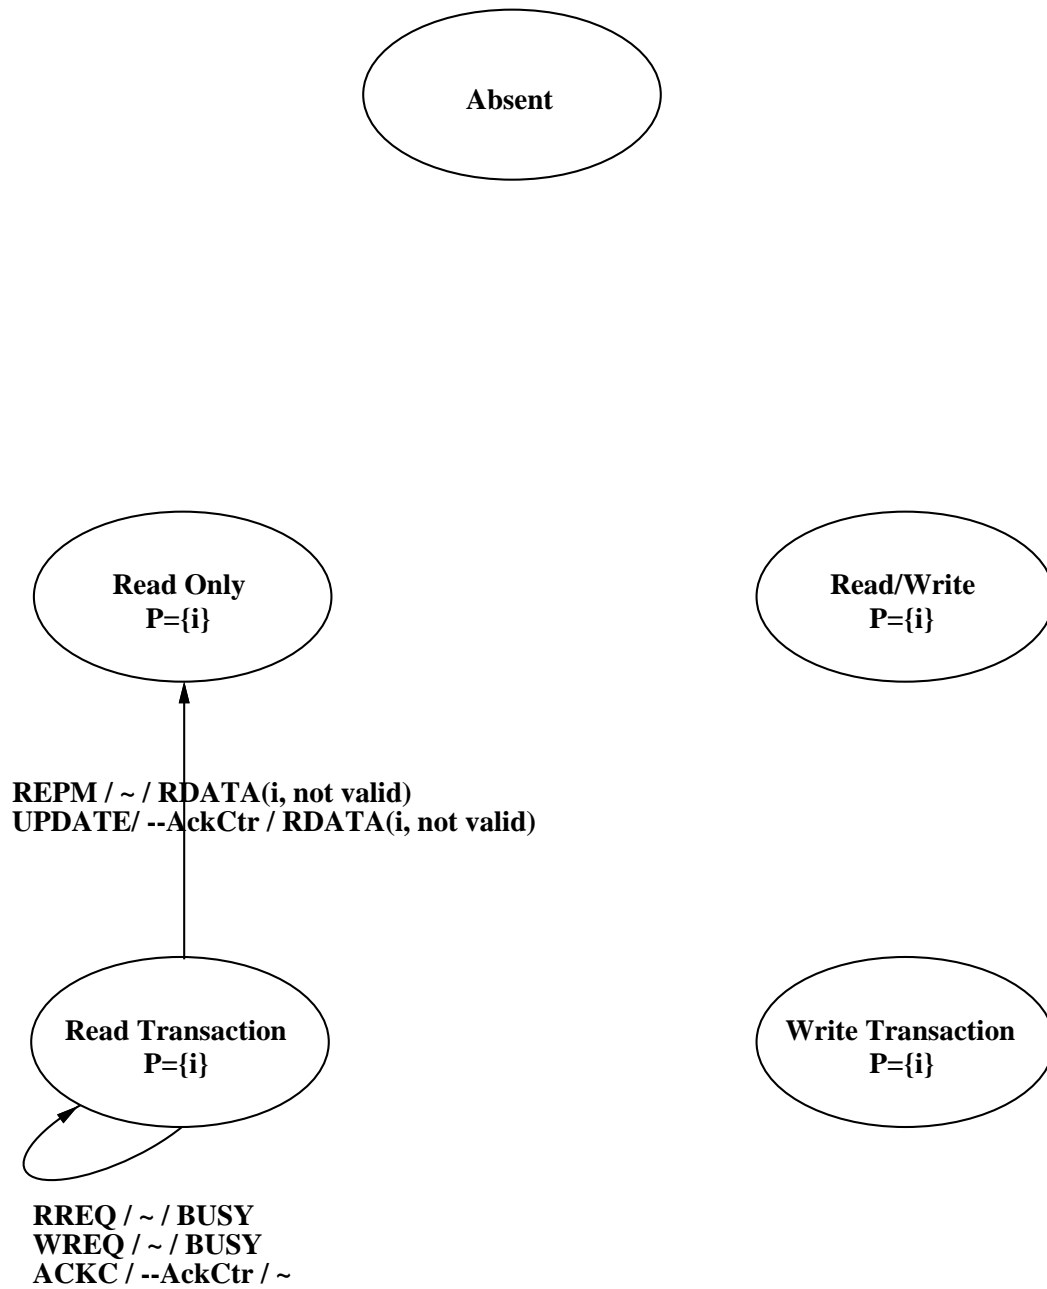 Absent
Read Only
P={i}
Read/Write
P={i}
REPM / ~ / RDATA(i, not valid)
UPDATE/ --AckCtr / RDATA(i, not valid)
Read Transaction
P={i}
Write Transaction
P={i}
RREQ / ~ / BUSY
WREQ / ~ / BUSY
ACKC / --AckCtr / ~